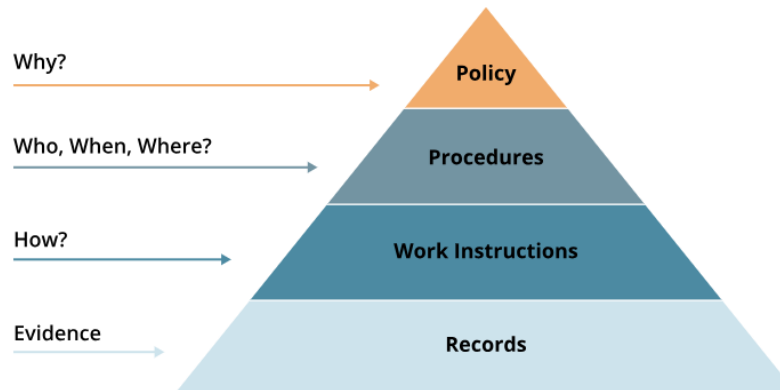 Why?
Policy
Who, When, Where?
Procedures
How?
Work Instructions
Evidence
Records